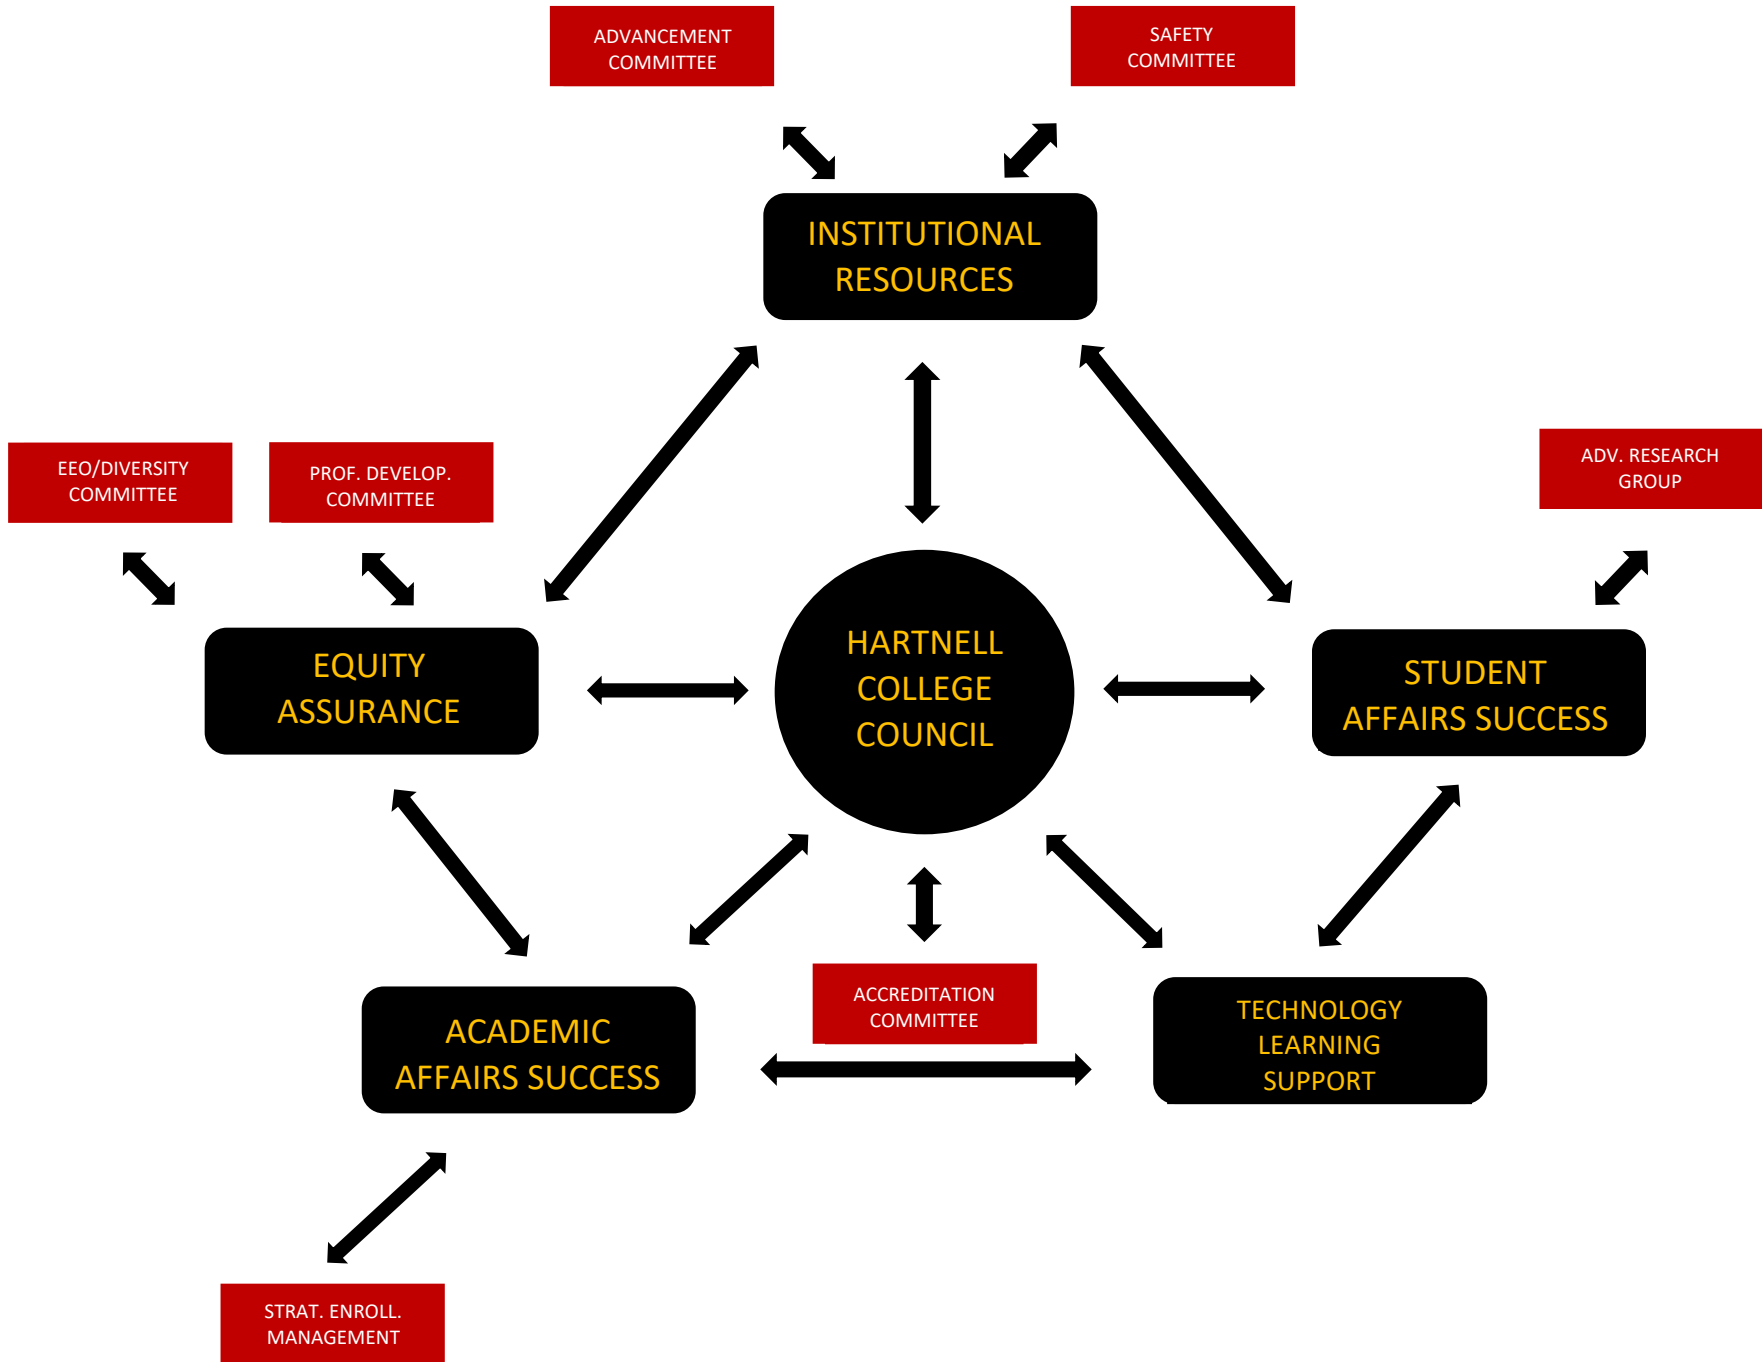 ADVANCEMENT
COMMITTEE
SAFETY
COMMITTEE
INSTITUTIONAL
RESOURCES
EEO/DIVERSITY
COMMITTEE
PROF. DEVELOP.
COMMITTEE
ADV. RESEARCH
GROUP
EQUITY
ASSURANCE
HARTNELL
COLLEGE
COUNCIL
STUDENT
AFFAIRS SUCCESS
ACADEMIC
AFFAIRS SUCCESS
ACCREDITATION
COMMITTEE
TECHNOLOGY
LEARNING
SUPPORT
STRAT. ENROLL.
MANAGEMENT